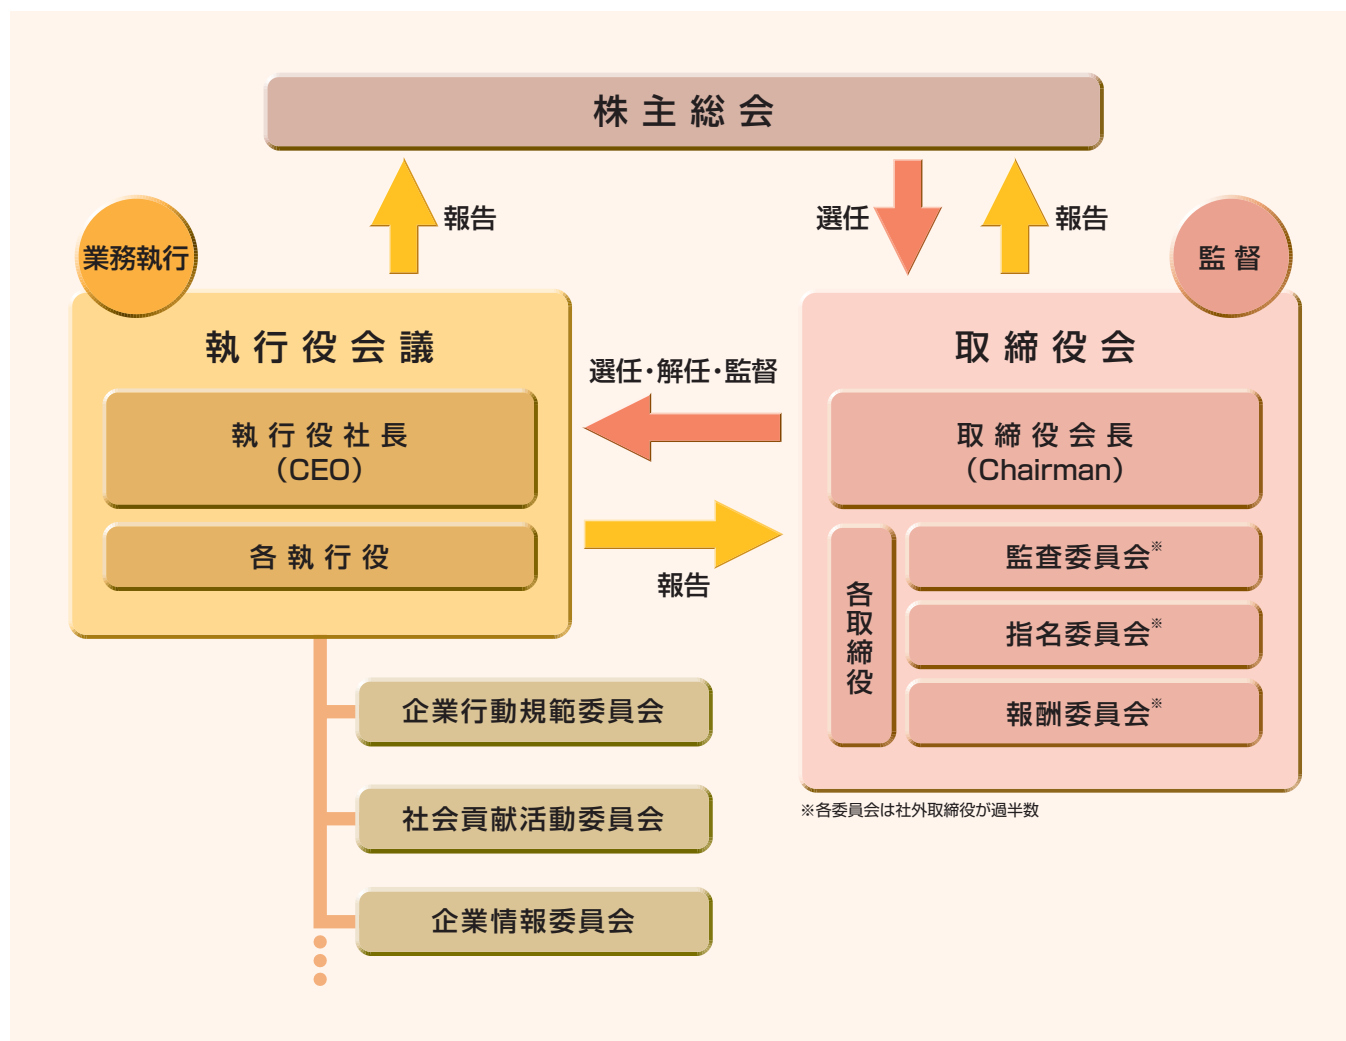 株主総会
報告
選任
報告
業務執行
監督
執行役会議
取締役会
選任・解任・監督
執行役社長
（CEO）
取締役会長
（Chairman）
各執行役
報告
各取締役
監査委員会※
指名委員会※
報酬委員会※
※各委員会は社外取締役が過半数
企業行動規範委員会
社会貢献活動委員会
企業情報委員会